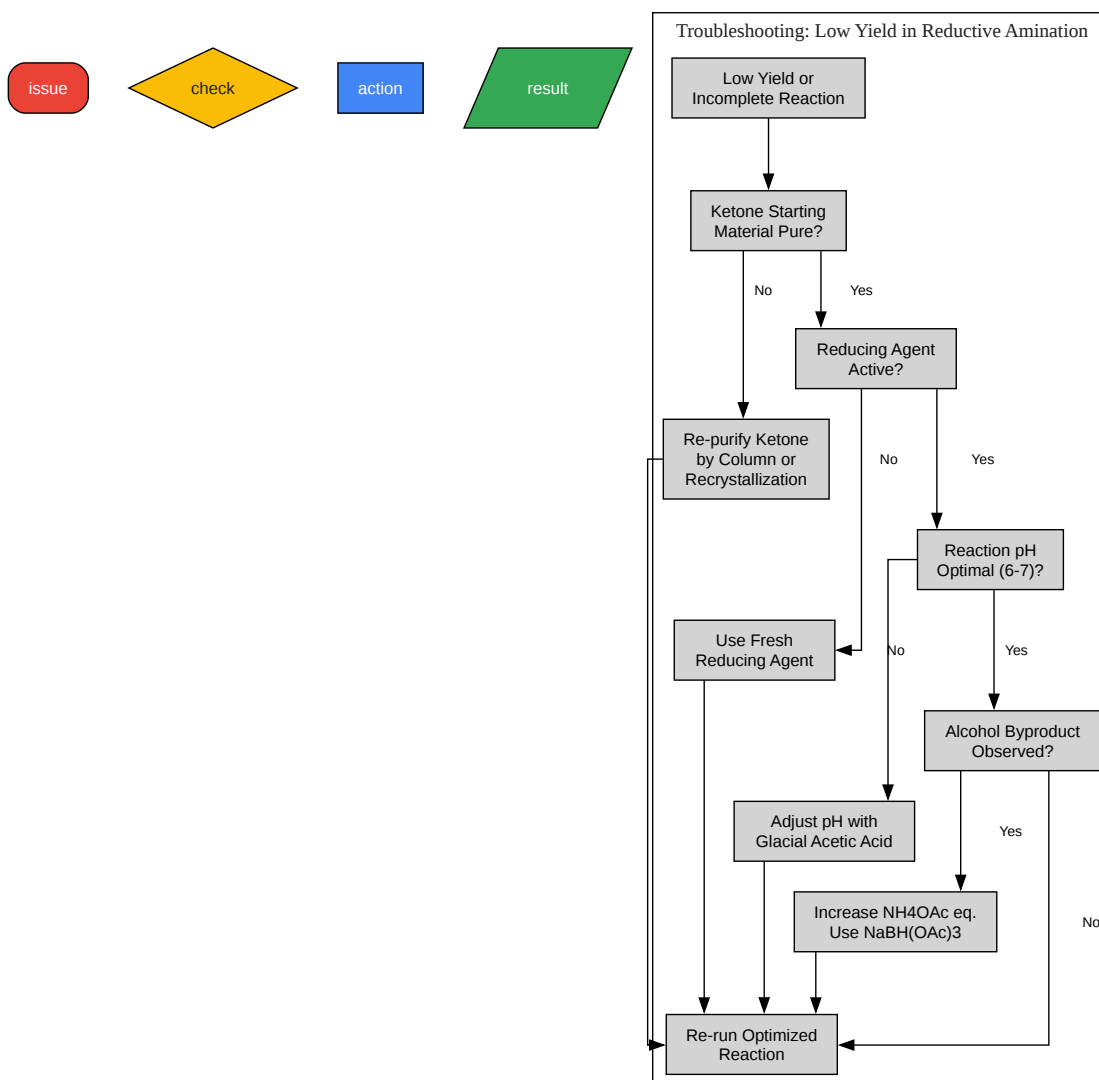 issue
check
action
result
Troubleshooting: Low Yield in Reductive Amination
Low Yield or
Incomplete Reaction
Ketone Starting
Material Pure?
No
Yes
Reducing Agent
Active?
Re-purify Ketone
by Column or
Recrystallization
No
Yes
Reaction pH
Optimal (6-7)?
Use Fresh
Reducing Agent
No
Yes
Alcohol Byproduct
Observed?
Adjust pH with
Glacial Acetic Acid
Yes
Increase NH4OAc eq.
Use NaBH(OAc)3
No
Re-run Optimized
Reaction